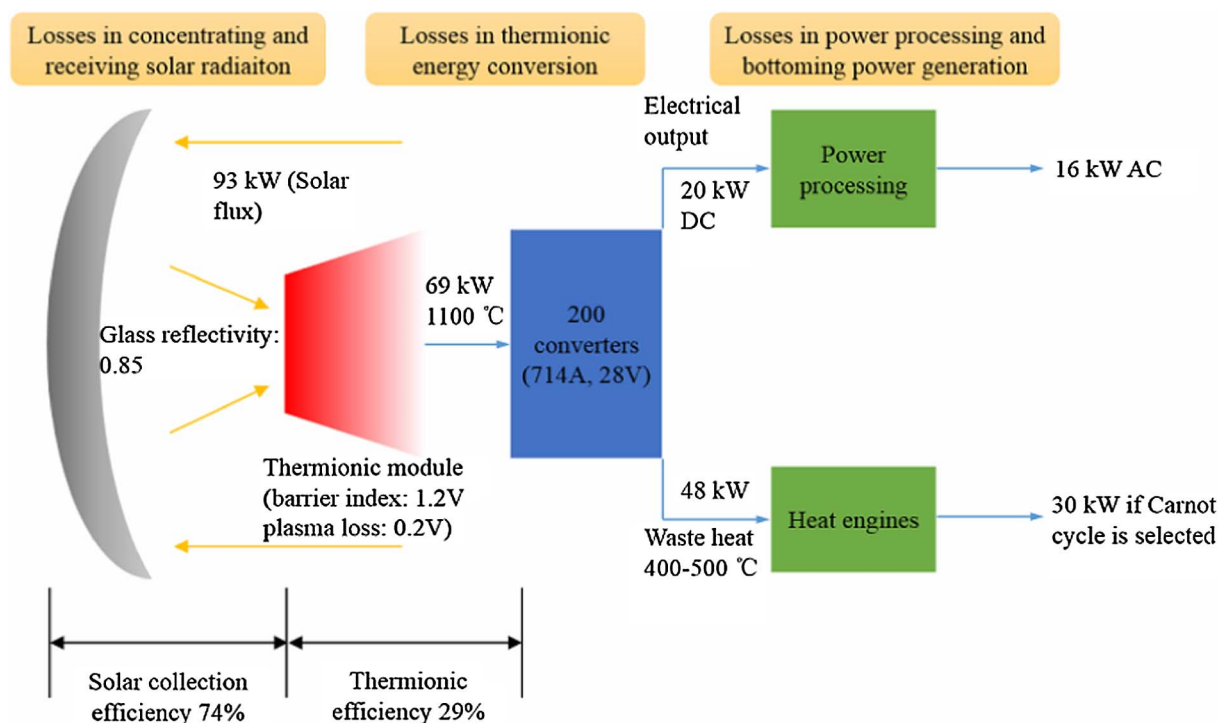 Losses in concentrating and
receiving solar radiaiton
Losses in thermionic
energy conversion
Losses in power processing and
bottoming power generation
93 kW (Solar
flux)
Glass reflectivity:
0.85
Thermionic module
(barrier index: 1.2V
plasma loss: 0.2V)
69 kW
1100 ℃
200
converters
(714A, 28V)
Electrical
output
20 kW
DC
Power
processing
16 kW AC
48 kW
Waste heat
400-500 ℃
Heat engines
30 kW if Carnot
cycle is selected
Solar collection
efficiency 74%
Thermionic
efficiency 29%